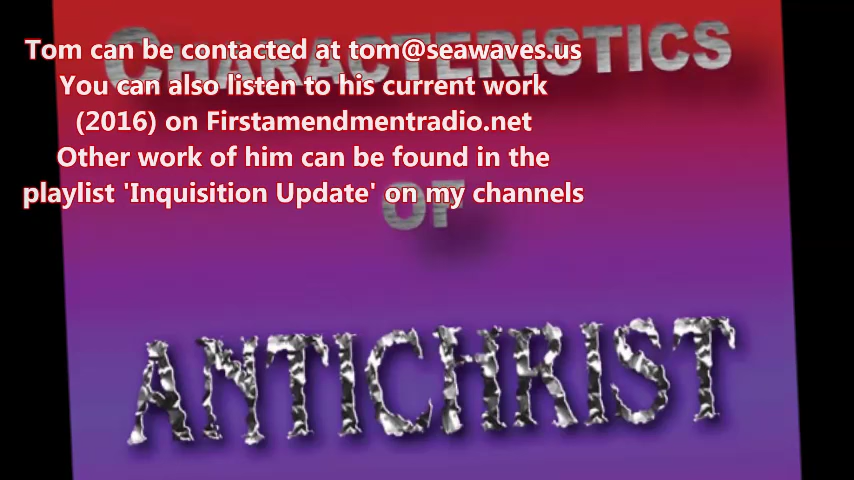 CHARACTERISTICS
Tom can be contacted at tom@seawaves.us
You can also listen to his current work
(2016) on Firstamendmentradio.net
Other work of him can be found in the
playlist 'Inquisition Update' on my channels
OF
ANTICHRIST